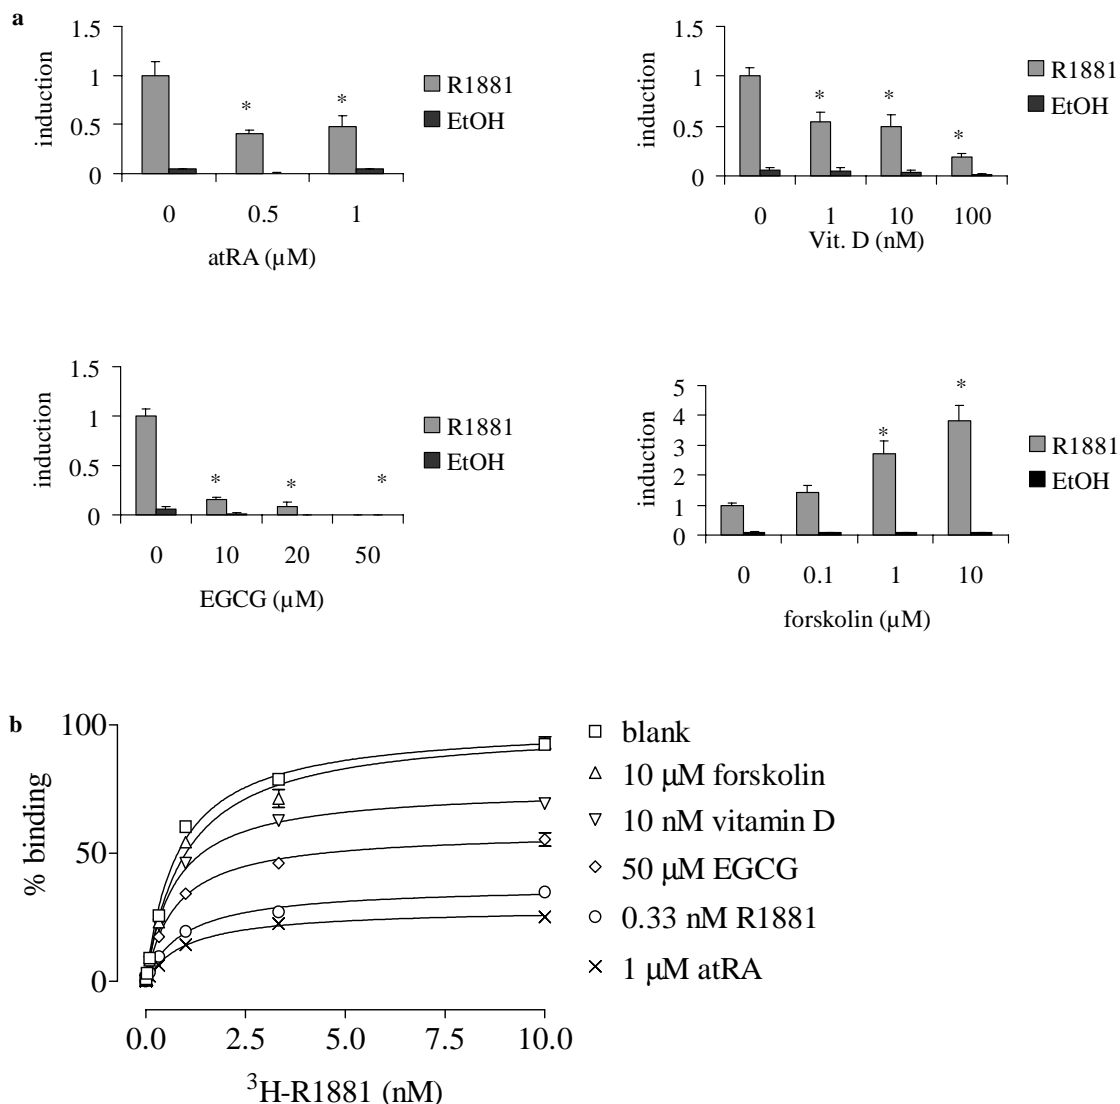 a
1.5
1
0.5
0
induction
0 0.5 1
atRA (µM)
* *
R1881
EtOH
1.5
1
0.5
0
induction
0 1 10 100
Vit. D (nM)
* * *
R1881
EtOH
1.5
1
0.5
0
induction
0 10 20 50
EGCG (µM)
* * *
R1881
EtOH
5
4
3
2
1
0
induction
0 0.1 1 10
forskolin (µM)
* *
R1881
EtOH
b
100
50
0
% binding
0.0 2.5 5.0 7.5 10.0
³H-R1881 (nM)
blank
10 µM forskolin
10 nM vitamin D
50 µM EGCG
0.33 nM R1881
1 µM atRA